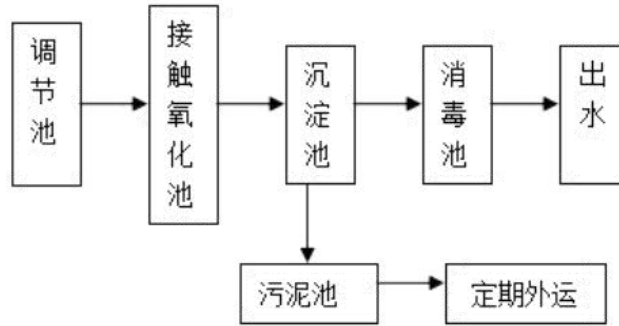 调节池
接触氧化池
沉淀池
消毒池
出水
污泥池
定期外运